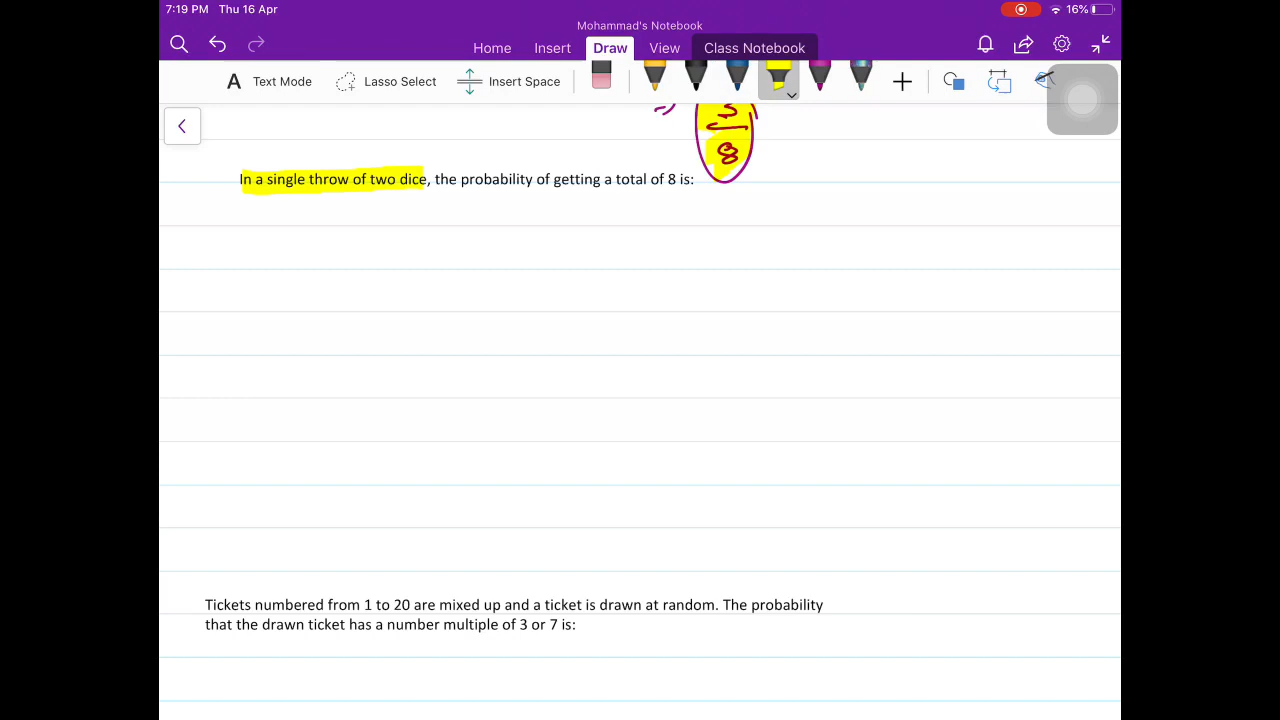 7:19 PM Thu 16 Apr
16%
Mohammad's Notebook
Home Insert Draw View Class Notebook
A Text Mode Lasso Select Insert Space
8
In a single throw of two dice, the probability of getting a total of 8 is:
Tickets numbered from 1 to 20 are mixed up and a ticket is drawn at random. The probability
that the drawn ticket has a number multiple of 3 or 7 is: